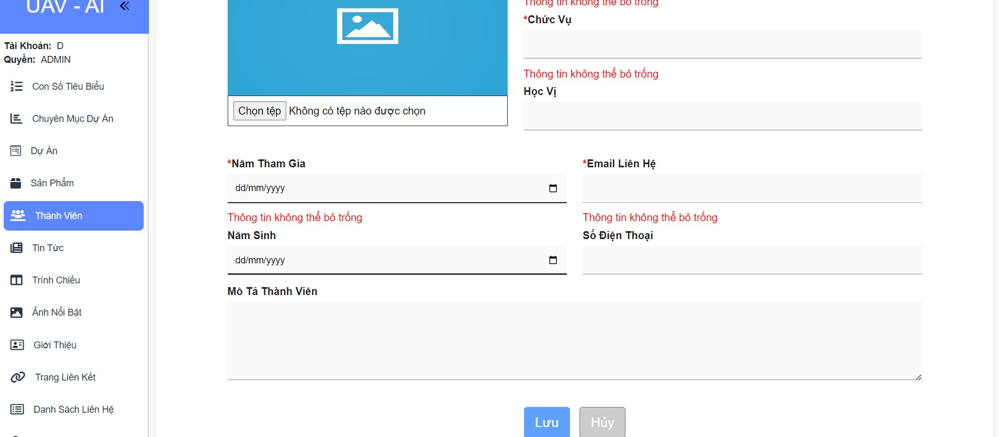 UAV - AI
Tài Khoản: D
Quyền: ADMIN
Con Số Tiêu Biểu
Chuyên Mục Dự Án
Dự Án
Sản Phẩm
Thành Viên
Tin Tức
Trình Chiếu
Ảnh Nổi Bật
Giới Thiệu
Trang Liên Kết
Danh Sách Liên Hệ
Thông tin không thể bỏ trống
*Chức Vụ
Thông tin không thể bỏ trống
Học Vị
Chọn tệp Không có tệp nào được chọn
*Năm Tham Gia
dd/mm/yyyy
Thông tin không thể bỏ trống
*Email Liên Hệ
Thông tin không thể bỏ trống
Năm Sinh
dd/mm/yyyy
Số Điện Thoại
Mô Tả Thành Viên
Lưu
Hủy